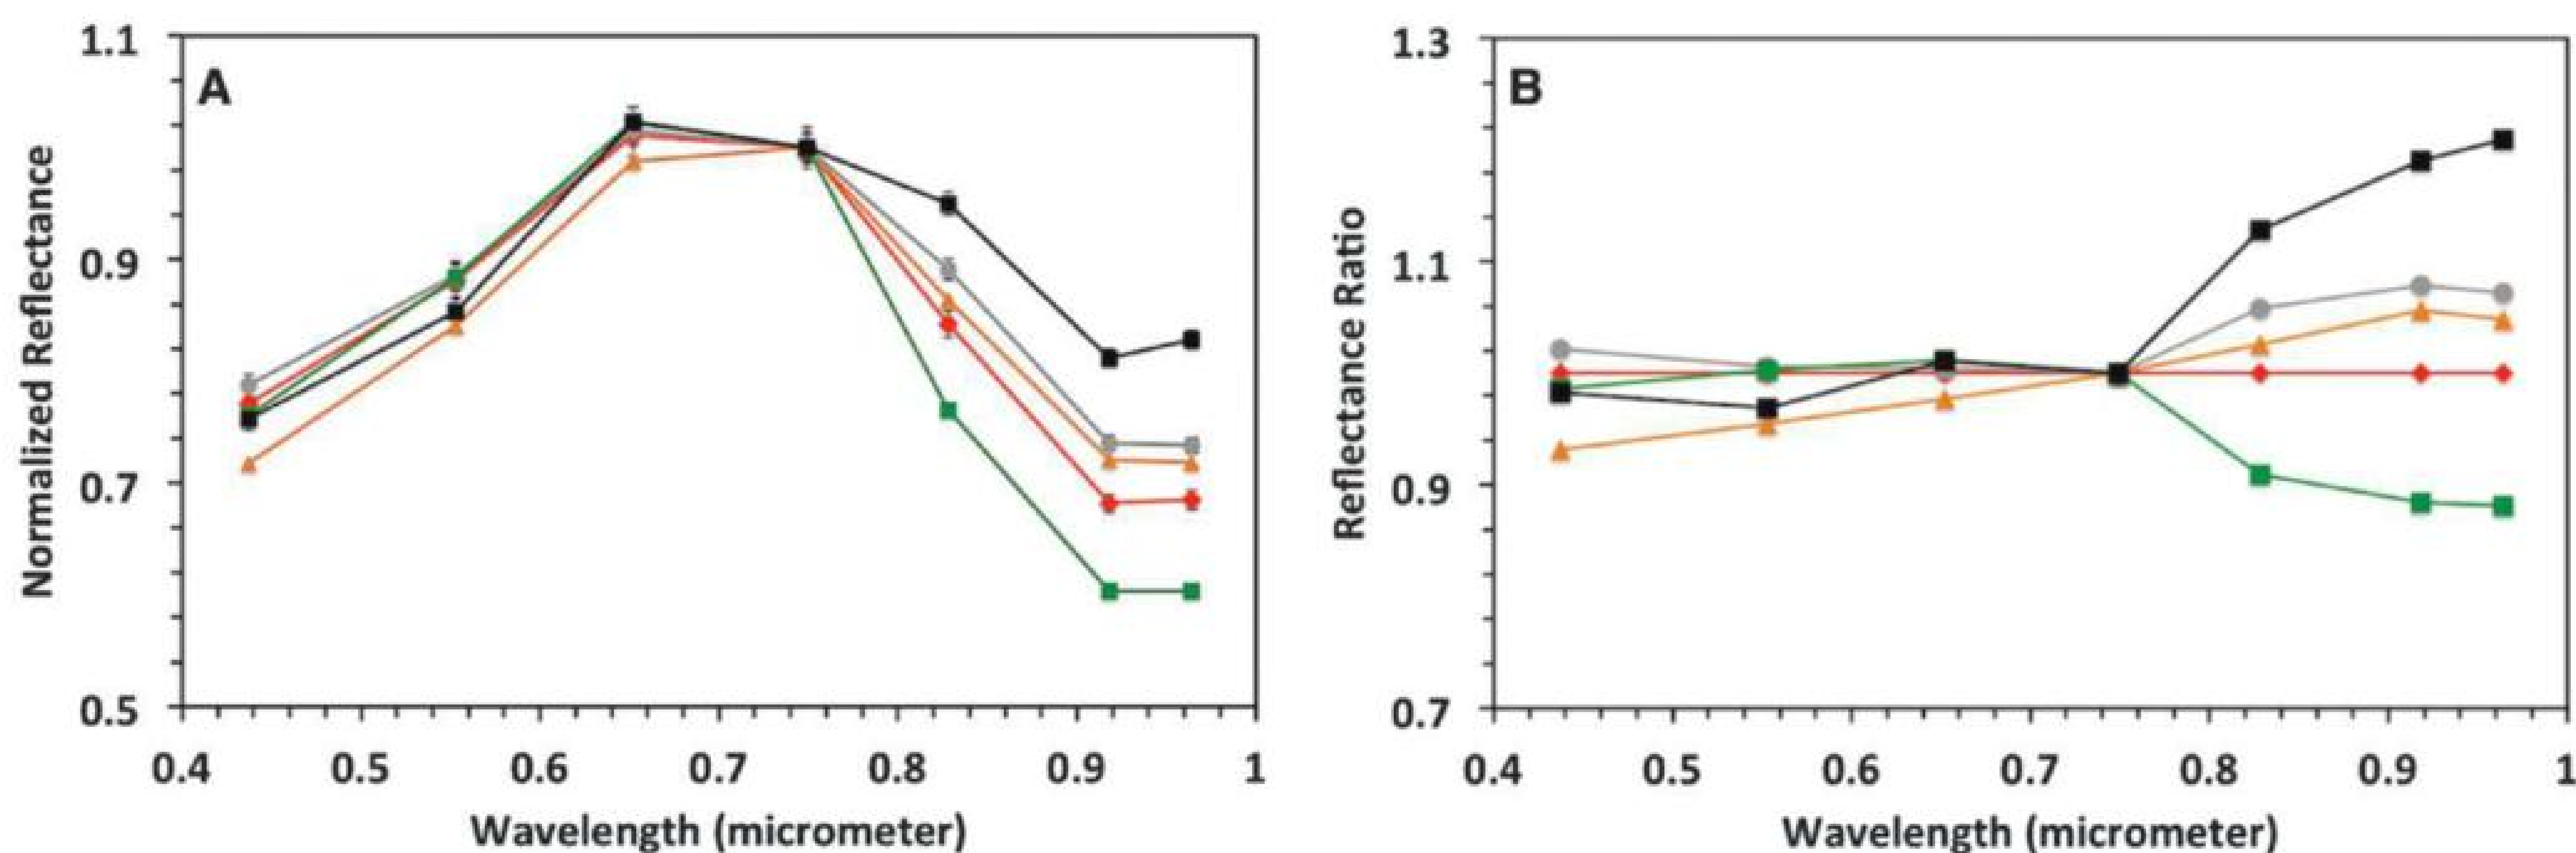 A
Normalized Reflectance
1.1
0.9
0.7
0.5
0.4 0.5 0.6 0.7 0.8 0.9 1
Wavelength (micrometer)
B
Reflectance Ratio
1.3
1.1
0.9
0.7
0.4 0.5 0.6 0.7 0.8 0.9 1
Wavelength (micrometer)